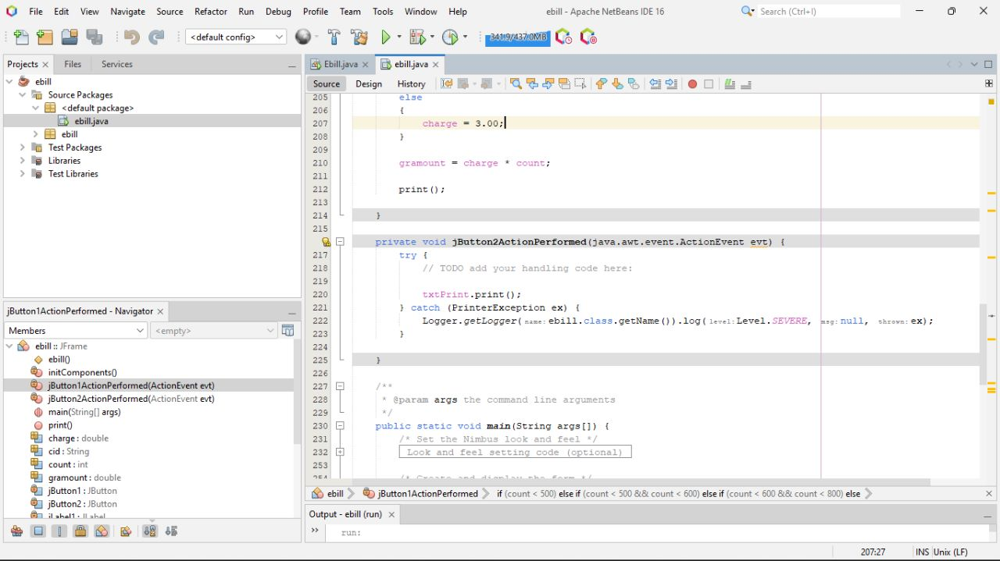 File Edit View Navigate Source Refactor Run Debug Profile Team Tools Window Help ebill - Apache NetBeans IDE 16 Search (Ctrl+I)
<default config> 341.9/437.0MB
Projects Files Services
ebill
Source Packages
<default package>
ebill.java
ebill
Test Packages
Libraries
Test Libraries
jButton1ActionPerformed - Navigator
Members <empty>
ebill :: JFrame
ebill()
initComponents()
jButton1ActionPerformed(ActionEvent evt)
jButton2ActionPerformed(ActionEvent evt)
main(String[] args)
print()
charge : double
cid : String
count : int
gramount : double
jButton1 : JButton
jButton2 : JButton
jLabel1 : JLabel
Ebill.java ebill.java
Source Design History
205 else
206 {
207 charge = 3.00;
208 }
209
210 gramount = charge * count;
211
212 print();
213
214 }
215
private void jButton2ActionPerformed(java.awt.event.ActionEvent evt) {
217 try {
218 // TODO add your handling code here:
219
220 txtPrint.print();
221 } catch (PrinterException ex) {
222 Logger.getLogger(name:ebill.class.getName()).log(level:Level.SEVERE, msg:null, thrown:ex);
223 }
224
225 }
226
227 /**
228 * @param args the command line arguments
229 */
230 public static void main(String args[]) {
231 /* Set the Nimbus look and feel */
232 Look and feel setting code (optional)
253
254 /* Create and display the form */
ebill jButton1ActionPerformed if (count < 500) else if (count < 500 && count < 600) else if (count < 600 && count < 800) else
Output - ebill (run)
run:
207:27 INS Unix (LF)